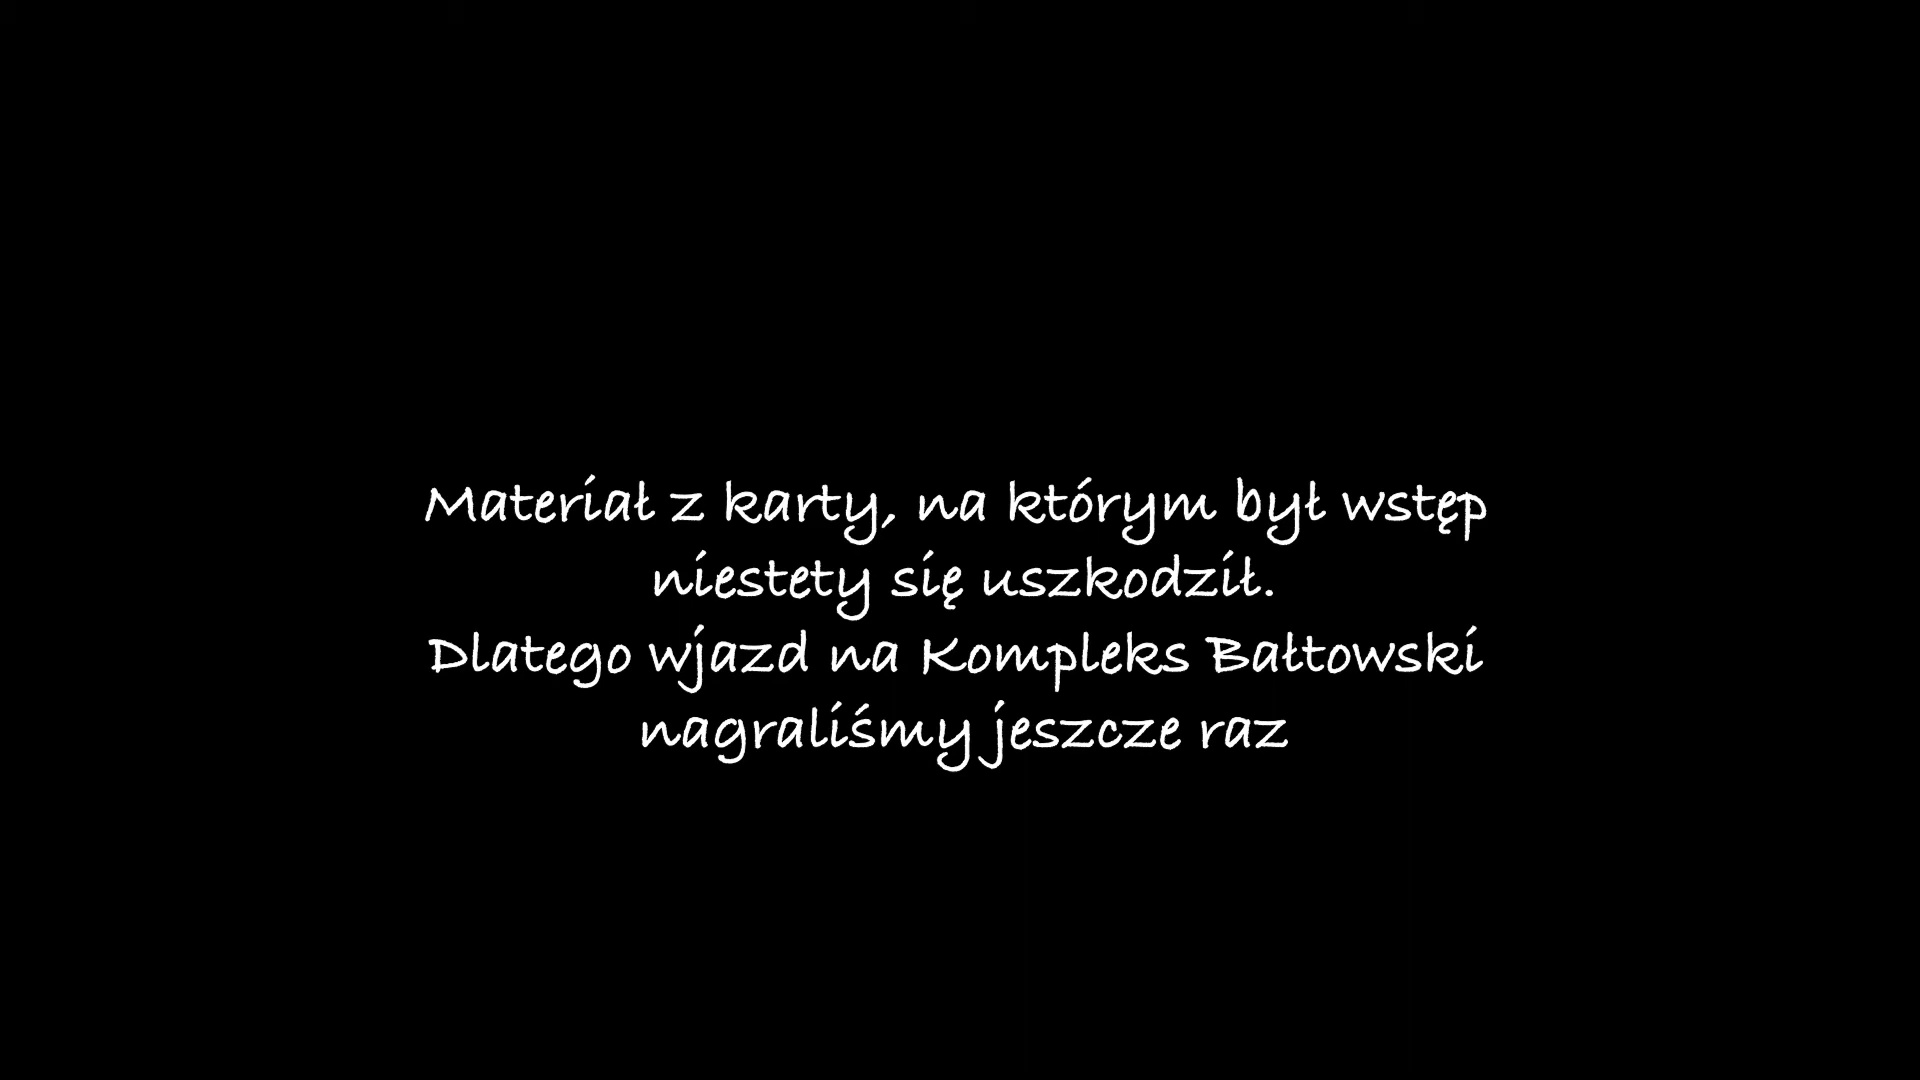 Materiał z karty, na którym był wstęp
niestety się uszkodził.
Dlatego wjazd na Kompleks Bałtowski
nagraliśmy jeszcze raz